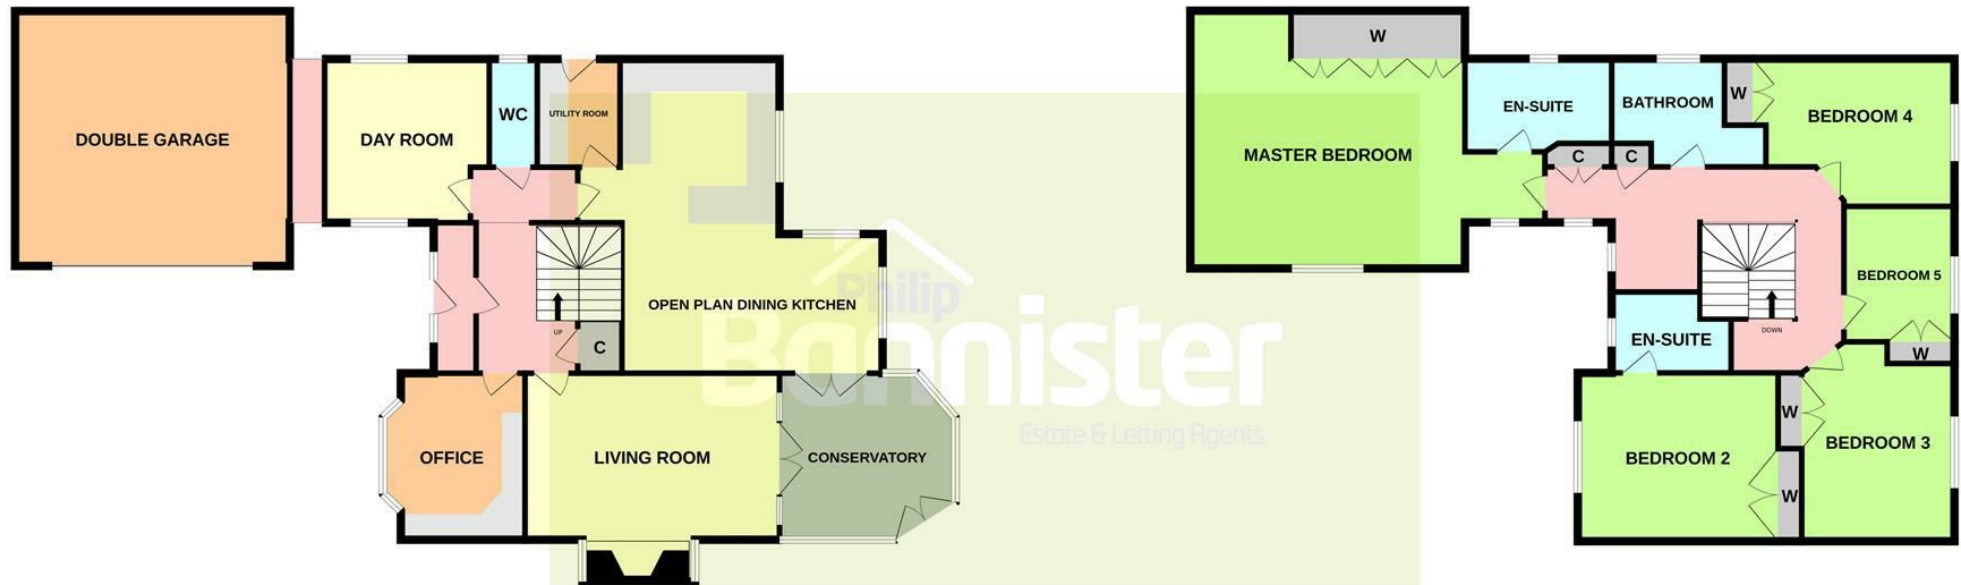 DOUBLE GARAGE
DAY ROOM
WC
UTILITY ROOM
OPEN PLAN DINING KITCHEN
UP
C
OFFICE
LIVING ROOM
CONSERVATORY
Philip
Bannister
Estate & Letting Agents
W
MASTER BEDROOM
EN-SUITE
BATHROOM
W
BEDROOM 4
C
C
BEDROOM 5
W
DOWN
EN-SUITE
W
BEDROOM 3
BEDROOM 2
W